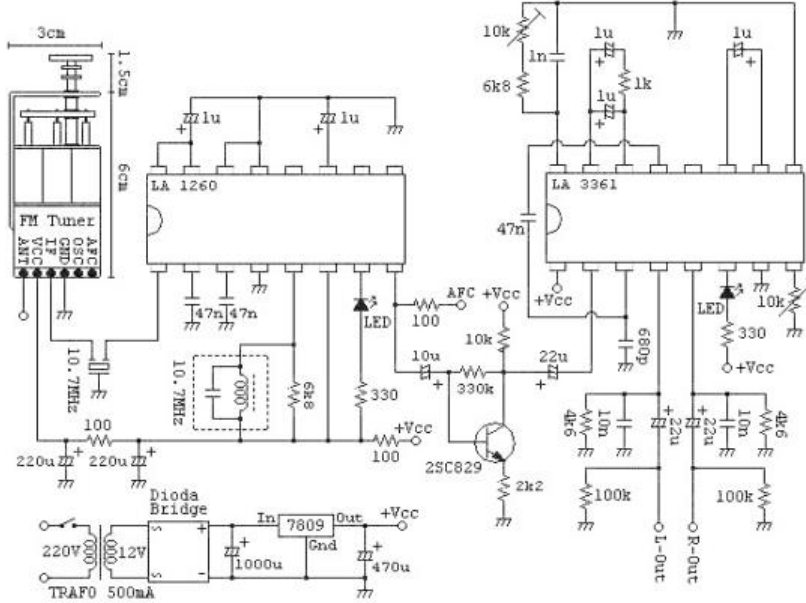 3cm
1.5cm
6cm
FM Tuner
ANT
VCC
IF
GND
OSC
AFC
10.7MHz
+
1u
+
1u
LA 1260
47n
47n
10.7MHz
6k8
LED
330
100
AFC
+Vcc
100
100
220u
+
220u
+
10k
6k8
1n
1u
+
1u
+
1k
1u
+
LA 3361
47n
+Vcc
680p
LED
330
+Vcc
10k
+Vcc
10k
10u
+
330k
22u
+
2SC829
2k2
4k6
10n
+
22u
+
22u
10n
4k6
100k
100k
L-Out
R-Out
Dioda
Bridge
220V
12V
TRAFO 500mA
S
S
+
-
+
1000u
In
7809
Out
Gnd
+Vcc
+
470u